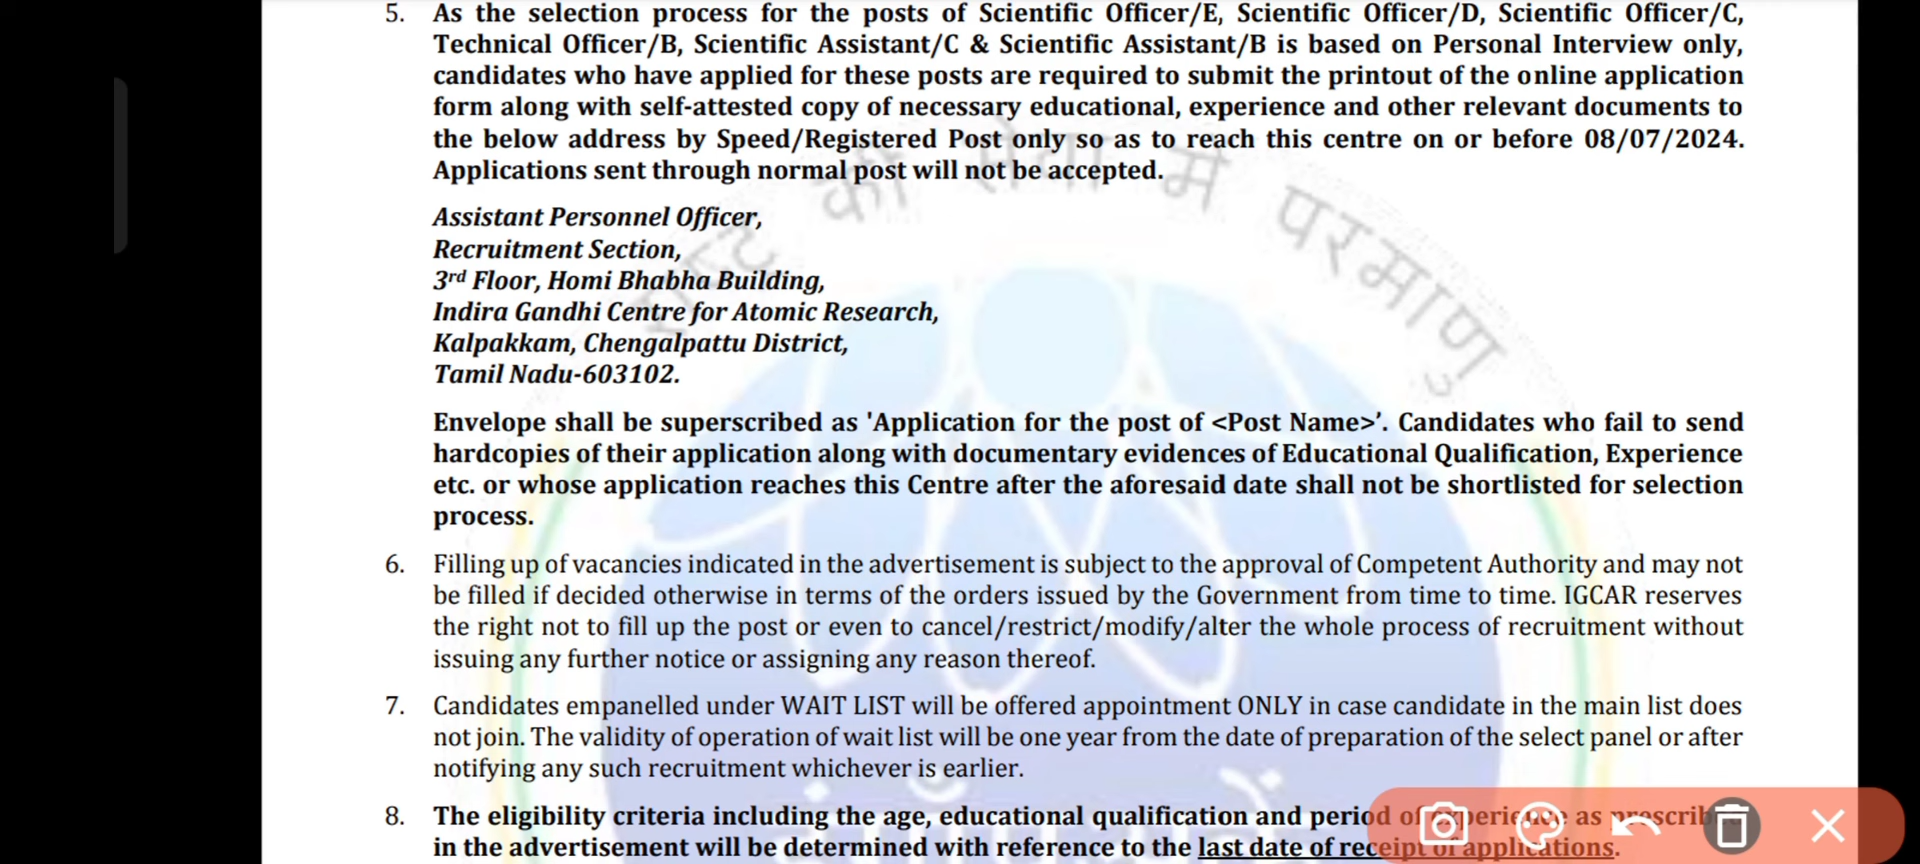 5. As the selection process for the posts of Scientific Officer/E, Scientific Officer/D, Scientific Officer/C,
Technical Officer/B, Scientific Assistant/C & Scientific Assistant/B is based on Personal Interview only,
candidates who have applied for these posts are required to submit the printout of the online application
form along with self-attested copy of necessary educational, experience and other relevant documents to
the below address by Speed/Registered Post only so as to reach this centre on or before 08/07/2024.
Applications sent through normal post will not be accepted.
Assistant Personnel Officer,
Recruitment Section,
3rd Floor, Homi Bhabha Building,
Indira Gandhi Centre for Atomic Research,
Kalpakkam, Chengalpattu District,
Tamil Nadu-603102.
Envelope shall be superscribed as 'Application for the post of <Post Name>’. Candidates who fail to send
hardcopies of their application along with documentary evidences of Educational Qualification, Experience
etc. or whose application reaches this Centre after the aforesaid date shall not be shortlisted for selection
process.
6. Filling up of vacancies indicated in the advertisement is subject to the approval of Competent Authority and may not
be filled if decided otherwise in terms of the orders issued by the Government from time to time. IGCAR reserves
the right not to fill up the post or even to cancel/restrict/modify/alter the whole process of recruitment without
issuing any further notice or assigning any reason thereof.
7. Candidates empanelled under WAIT LIST will be offered appointment ONLY in case candidate in the main list does
not join. The validity of operation of wait list will be one year from the date of preparation of the select panel or after
notifying any such recruitment whichever is earlier.
8. The eligibility criteria including the age, educational qualification and period of experience as
in the advertisement will be determined with reference to the last date of receipt of applications.
की सेवा में परमाणु